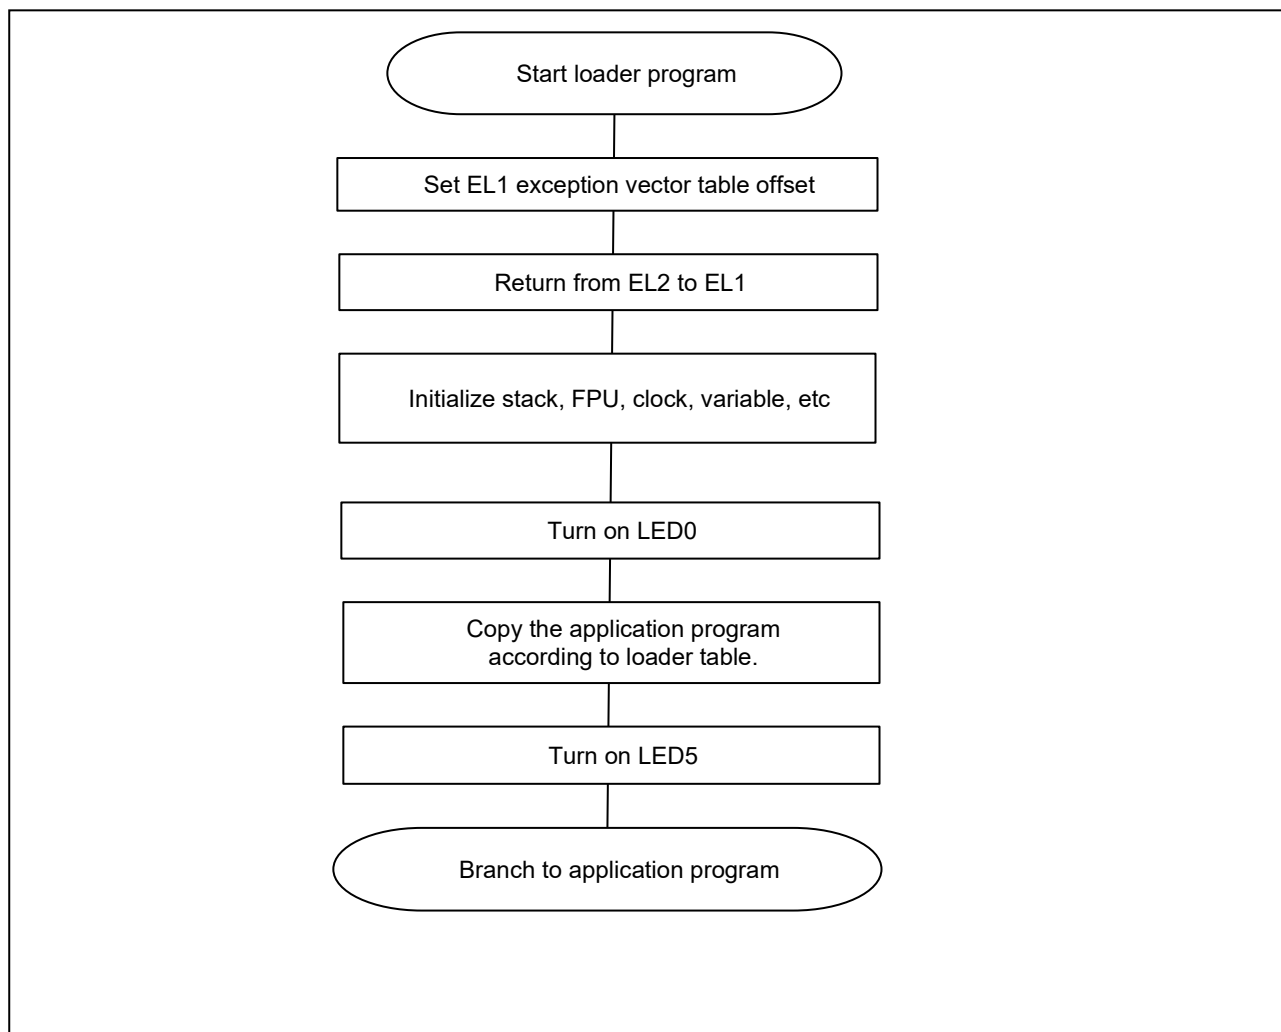 Start loader program
Set EL1 exception vector table offset
Return from EL2 to EL1
Initialize stack, FPU, clock, variable, etc
Turn on LED0
Copy the application program
according to loader table.
Turn on LED5
Branch to application program